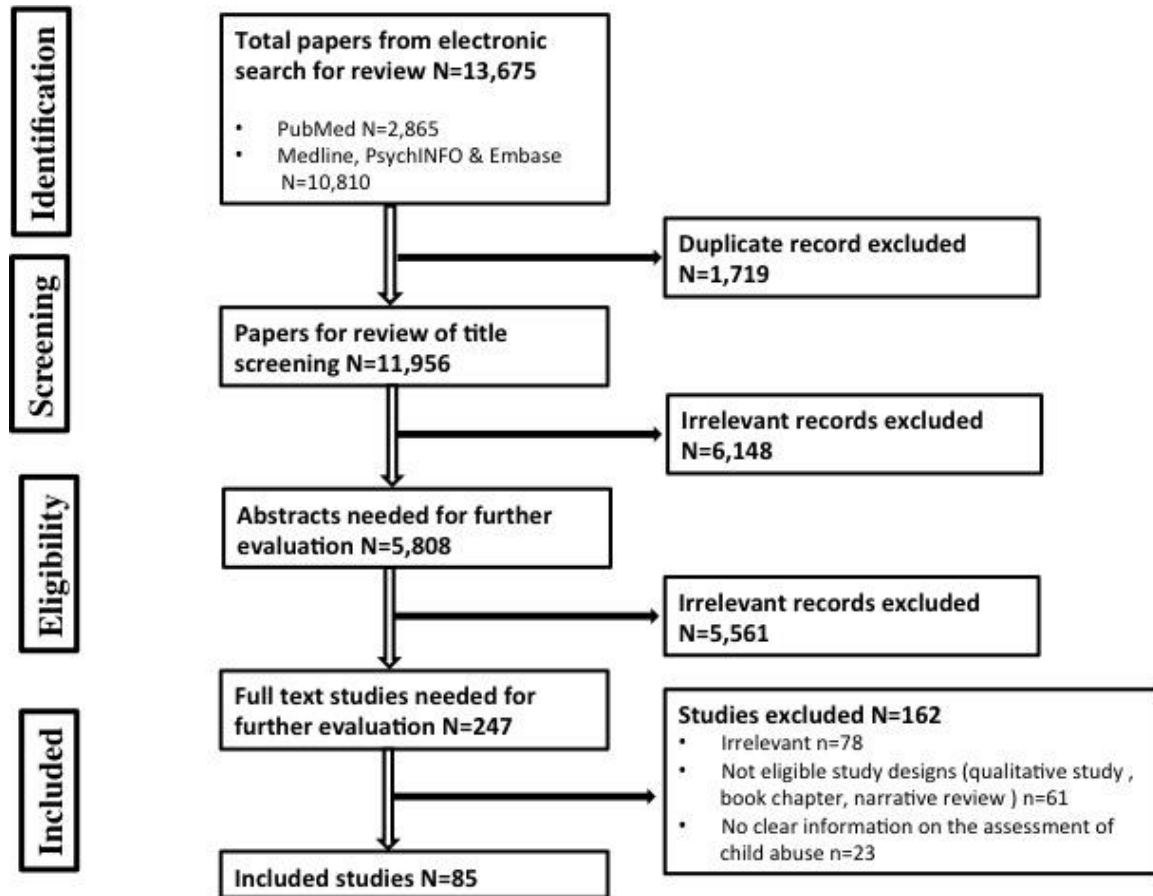 Identification
Total papers from electronic
search for review N=13,675
• PubMed N=2,865
• Medline, PsychINFO & Embase
N=10,810
Duplicate record excluded
N=1,719
Screening
Papers for review of title
screening N=11,956
Irrelevant records excluded
N=6,148
Eligibility
Abstracts needed for further
evaluation N=5,808
Irrelevant records excluded
N=5,561
Included
Full text studies needed for
further evaluation N=247
Studies excluded N=162
• Irrelevant n=78
• Not eligible study designs (qualitative study ,
book chapter, narrative review ) n=61
• No clear information on the assessment of
child abuse n=23
Included studies N=85